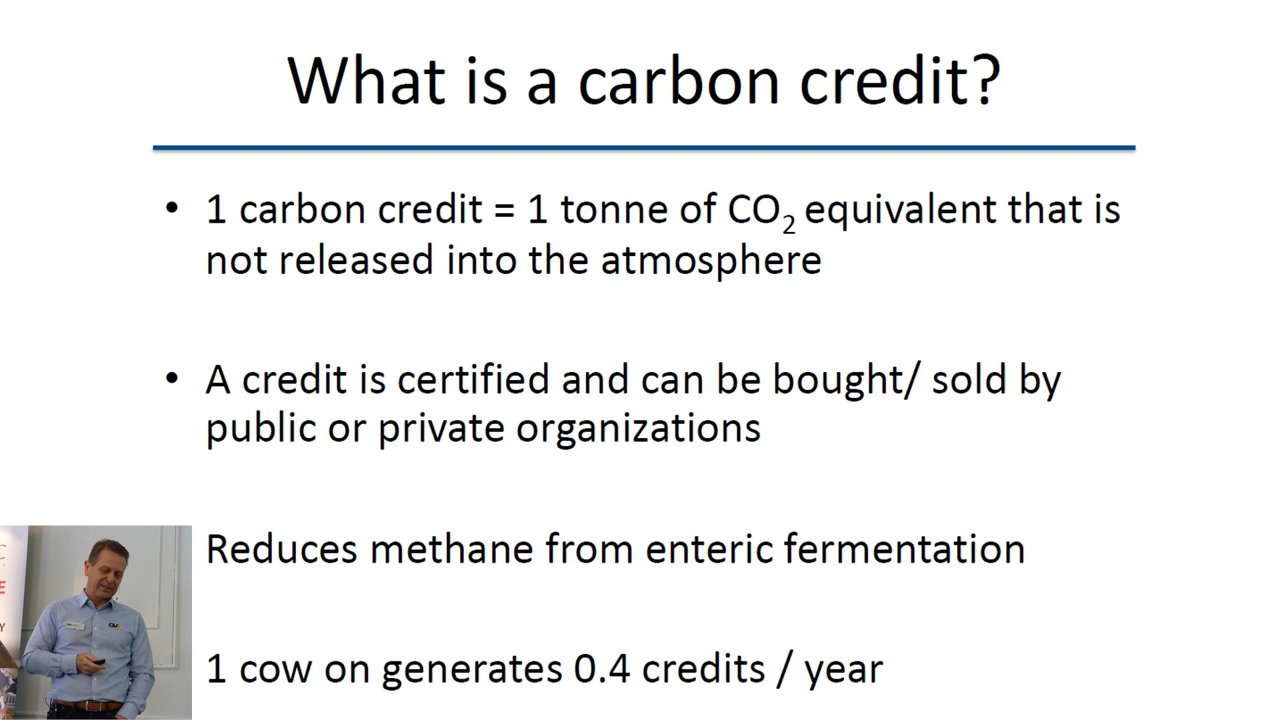 What is a carbon credit?
• 1 carbon credit = 1 tonne of CO₂ equivalent that is
not released into the atmosphere
• A credit is certified and can be bought/ sold by
public or private organizations
Reduces methane from enteric fermentation
1 cow on generates 0.4 credits / year
C
E
Y